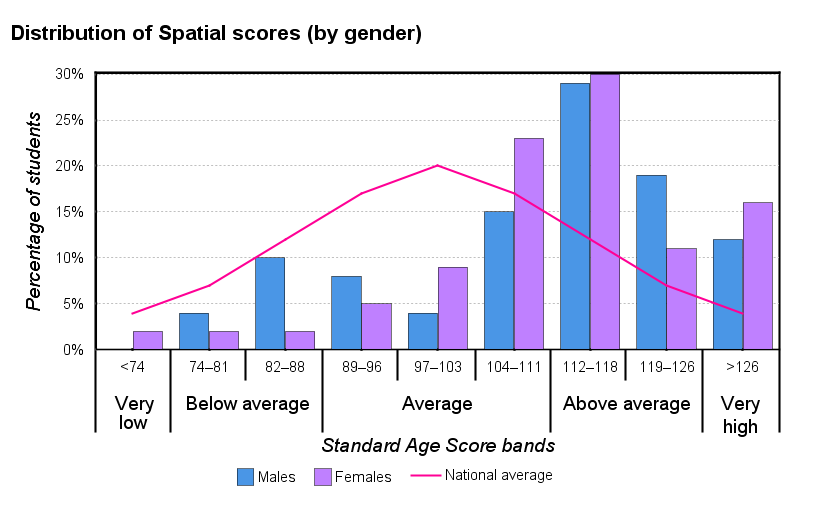 Distribution of Spatial scores (by gender)
Percentage of students
30%
25%
20%
15%
10%
5%
0%
<74 74–81 82–88 89–96 97–103 104–111 112–118 119–126 >126
Very low Below average Average Above average Very high
Standard Age Score bands
Males Females National average